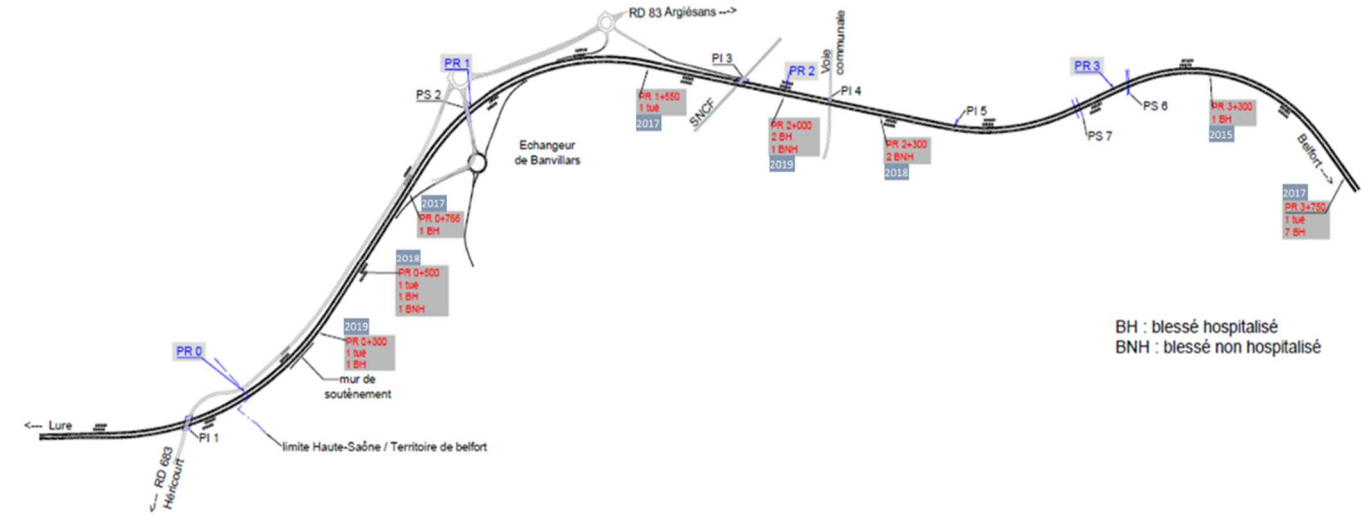 RD 83 Argiésans --->
PR 1
PS 2
PI 3
SNCF
PR 2
Voie
communale
PI 4
PR 3
PI 5
PS 7
PS 6
PR 1+550
1 tué
2017
PR 2+000
2 BH
1 BNH
2019
PR 2+300
2 BNH
2018
PR 3+300
1 BH
2015
Belfort --->
2017
PR 3+750
1 tué
7 BH
Echangeur
de Banvillars
2017
PR 0+766
1 BH
2018
PR 0+500
1 tué
1 BH
1 BNH
2019
PR 0+300
1 tué
1 BH
PR 0
mur de
soutènement
<--- Lure
PI 1
limite Haute-Saône / Territoire de belfort
<--- RD 683
Héricourt
BH : blessé hospitalisé
BNH : blessé non hospitalisé